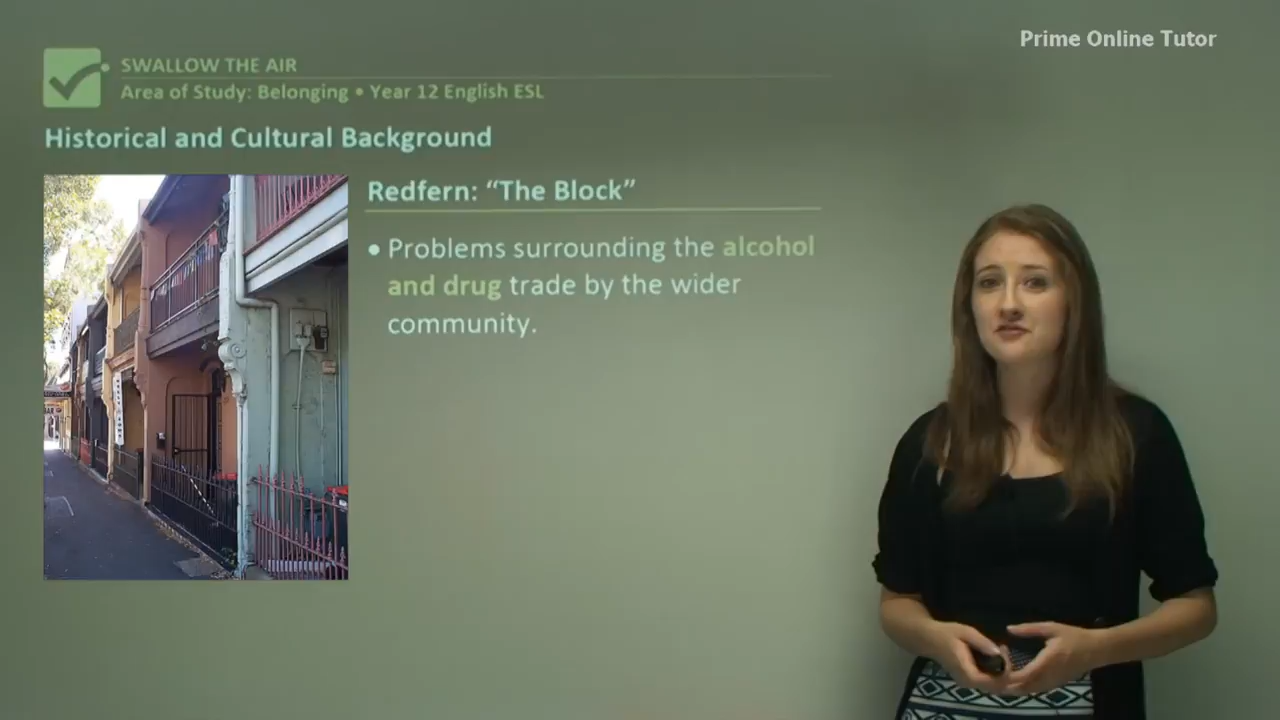 Prime Online Tutor
SWALLOW THE AIR
Area of Study: Belonging • Year 12 English ESL
Historical and Cultural Background
Redfern: “The Block”
• Problems surrounding the alcohol
and drug trade by the wider
community.